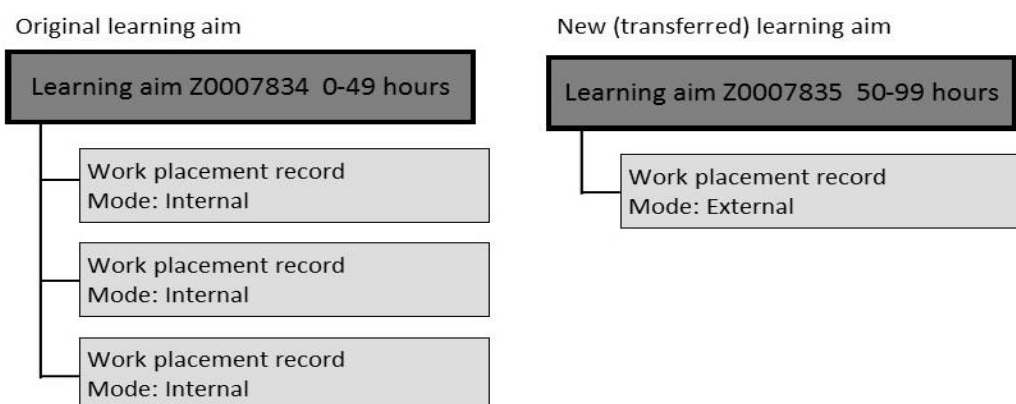 Original learning aim
Learning aim Z0007834 0-49 hours
Work placement record
Mode: Internal
Work placement record
Mode: Internal
Work placement record
Mode: Internal
New (transferred) learning aim
Learning aim Z0007835 50-99 hours
Work placement record
Mode: External